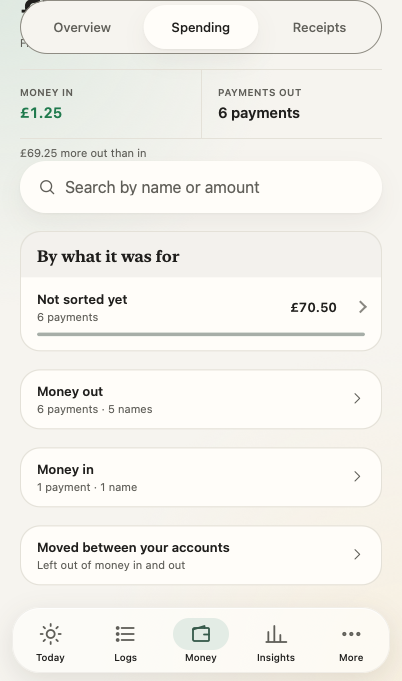 Overview
Spending
Receipts
MONEY IN
£1.25
PAYMENTS OUT
6 payments
£69.25 more out than in
Search by name or amount
By what it was for
Not sorted yet
6 payments
£70.50
Money out
6 payments · 5 names
Money in
1 payment · 1 name
Moved between your accounts
Left out of money in and out
Today
Logs
Money
Insights
More